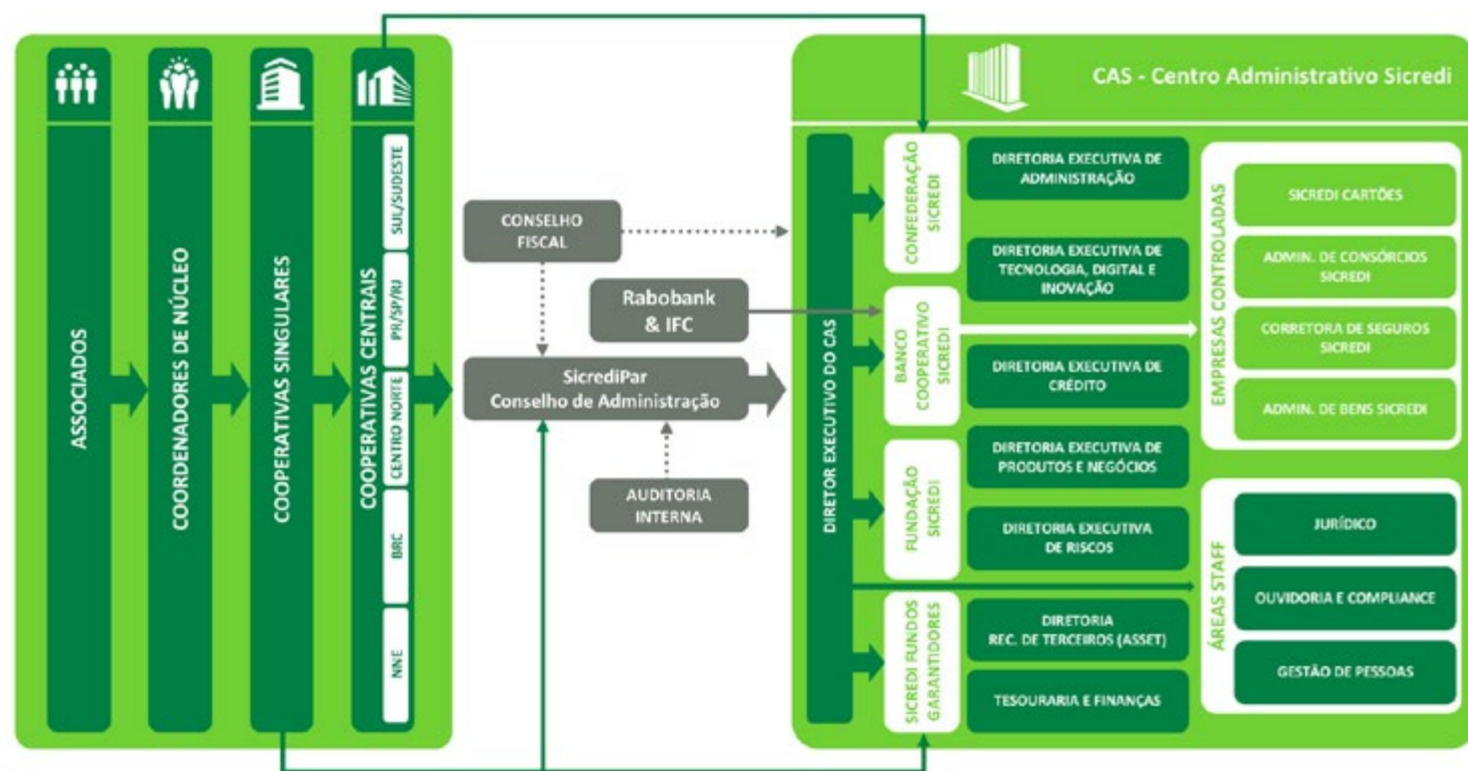 ASSOCIADOS
COORDENADORES DE NÚCLEO
COOPERATIVAS SINGULARES
COOPERATIVAS CENTRAIS
SUL/SUDESTE
PR/SP/RJ
CENTRO NORTE
BRC
NNE
CONSELHO
FISCAL
Rabobank
& IFC
SicrediPar
Conselho de Administração
AUDITORIA
INTERNA
CAS - Centro Administrativo Sicredi
DIRETOR EXECUTIVO DO CAS
CONFEDERAÇÃO
SICREDI
BANCO
COOPERATIVO
SICREDI
FUNDAÇÃO
SICREDI
SICREDI FUNDOS
GARANTIDORES
DIRETORIA EXECUTIVA DE
ADMINISTRAÇÃO
DIRETORIA EXECUTIVA DE
TECNOLOGIA, DIGITAL E
INOVAÇÃO
DIRETORIA EXECUTIVA DE
CRÉDITO
DIRETORIA EXECUTIVA DE
PRODUTOS E NEGÓCIOS
DIRETORIA EXECUTIVA
DE RISCOS
DIRETORIA
REC. DE TERCEIROS (ASSET)
TESOURARIA E FINANÇAS
EMPRESAS CONTROLADAS
SICREDI CARTÕES
ADMIN. DE CONSÓRCIOS
SICREDI
CORRETORA DE SEGUROS
SICREDI
ADMIN. DE BENS SICREDI
ÁREAS STAFF
JURÍDICO
OUVIDORIA E COMPLIANCE
GESTÃO DE PESSOAS